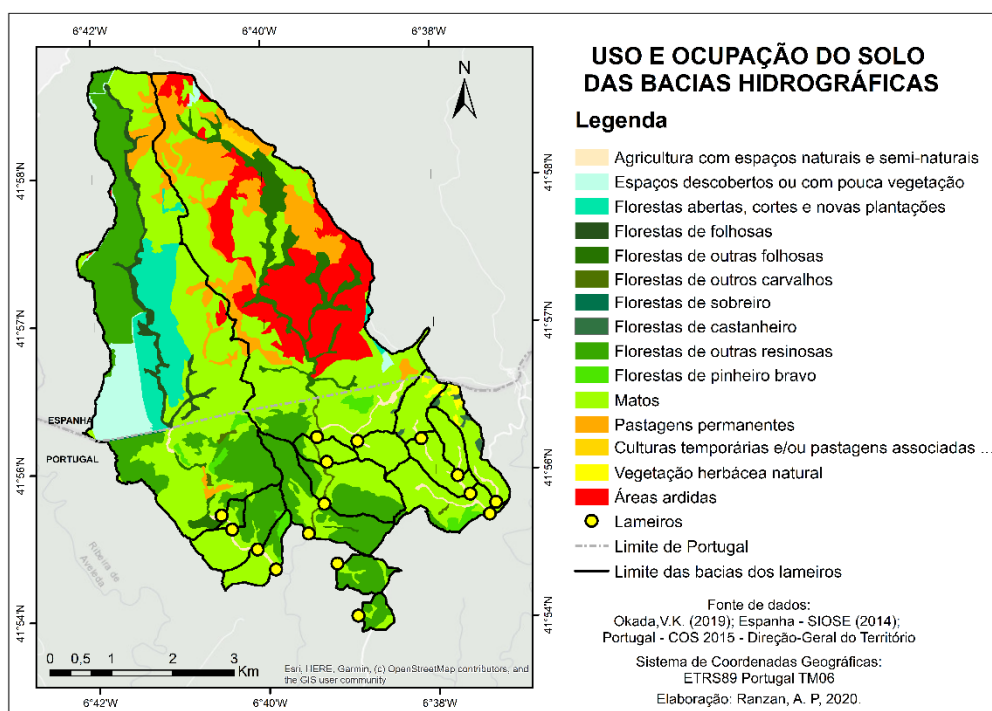 6°42'W
6°40'W
6°38'W
N
41°58'N
41°58'N
41°57'N
41°57'N
ESPANHA
PORTUGAL
41°56'N
41°56'N
Ribeira de
Aveleda
41°54'N
41°54'N
0 0,5 1 2 3
Km
Esri, HERE, Garmin, (c) OpenStreetMap contributors, and
the GIS user community
6°42'W
6°40'W
6°38'W
USO E OCUPAÇÃO DO SOLO
DAS BACIAS HIDROGRÁFICAS
Legenda
Agricultura com espaços naturais e semi-naturais
Espaços descobertos ou com pouca vegetação
Florestas abertas, cortes e novas plantações
Florestas de folhosas
Florestas de outras folhosas
Florestas de outros carvalhos
Florestas de sobreiro
Florestas de castanheiro
Florestas de outras resinosas
Florestas de pinheiro bravo
Matos
Pastagens permanentes
Culturas temporárias e/ou pastagens associadas ...
Vegetação herbácea natural
Áreas ardidas
Lameiros
Limite de Portugal
Limite das bacias dos lameiros
Fonte de dados:
Okada,V.K. (2019); Espanha - SIOSE (2014);
Portugal - COS 2015 - Direção-Geral do Território
Sistema de Coordenadas Geográficas:
ETRS89 Portugal TM06
Elaboração: Ranzan, A. P, 2020.